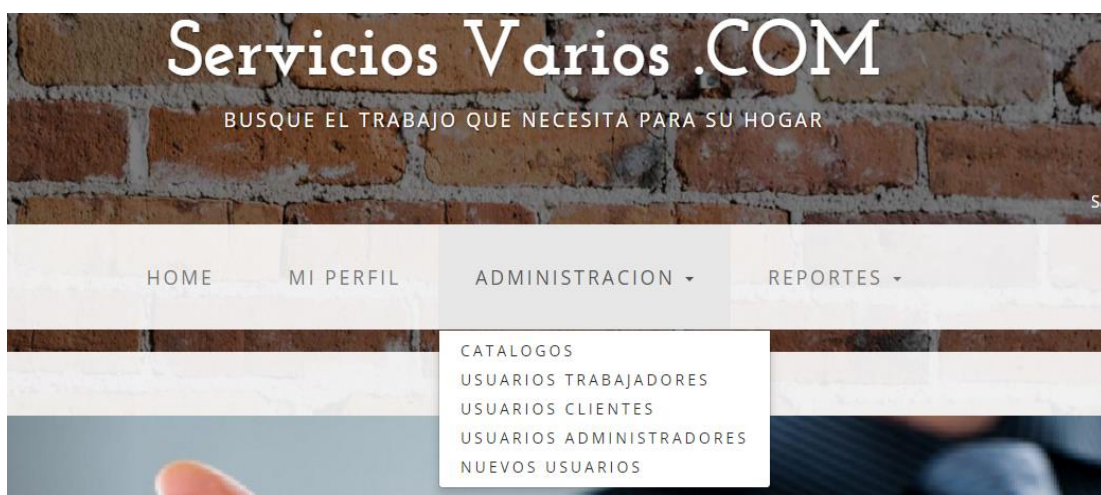 Servicios Varios .COM
BUSQUE EL TRABAJO QUE NECESITA PARA SU HOGAR
S
HOME MI PERFIL ADMINISTRACION REPORTES
CATALOGOS
USUARIOS TRABAJADORES
USUARIOS CLIENTES
USUARIOS ADMINISTRADORES
NUEVOS USUARIOS